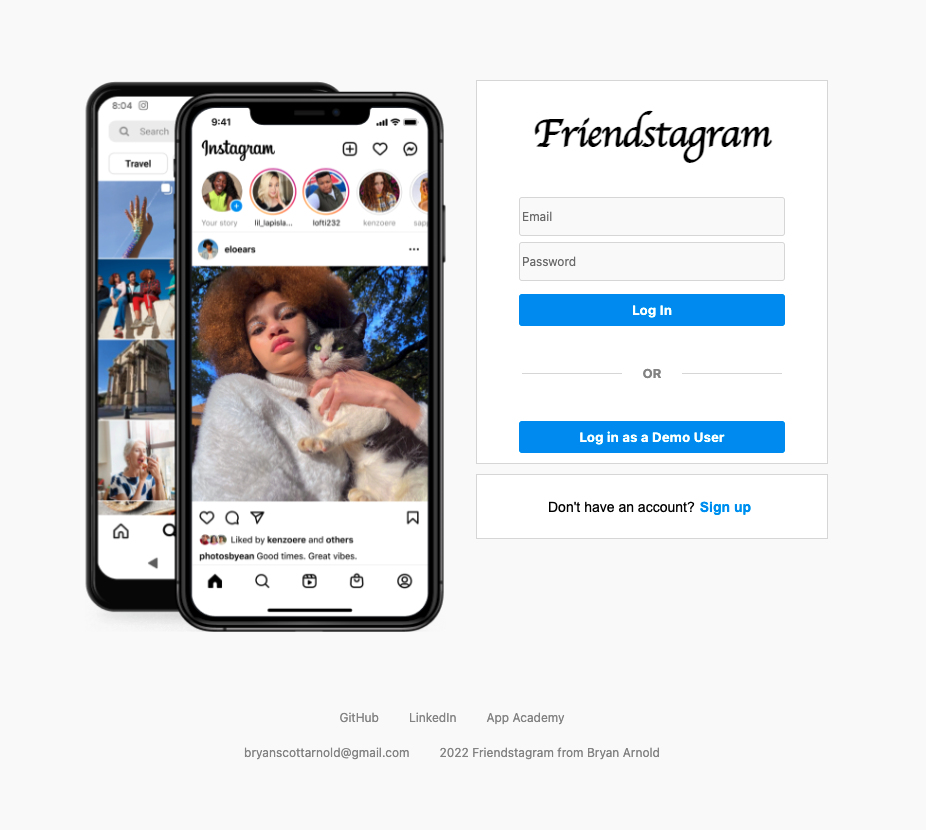 8:04
Search
Travel
9:41
Instagram
Your story
lil_lapisla...
lofti232
kenzoere
eloears
Liked by kenzoere and others
photosbyean Good times. Great vibes.
Friendstagram
Email
Password
Log In
OR
Log in as a Demo User
Don't have an account? Sign up
GitHub LinkedIn App Academy
bryanscottarnold@gmail.com 2022 Friendstagram from Bryan Arnold